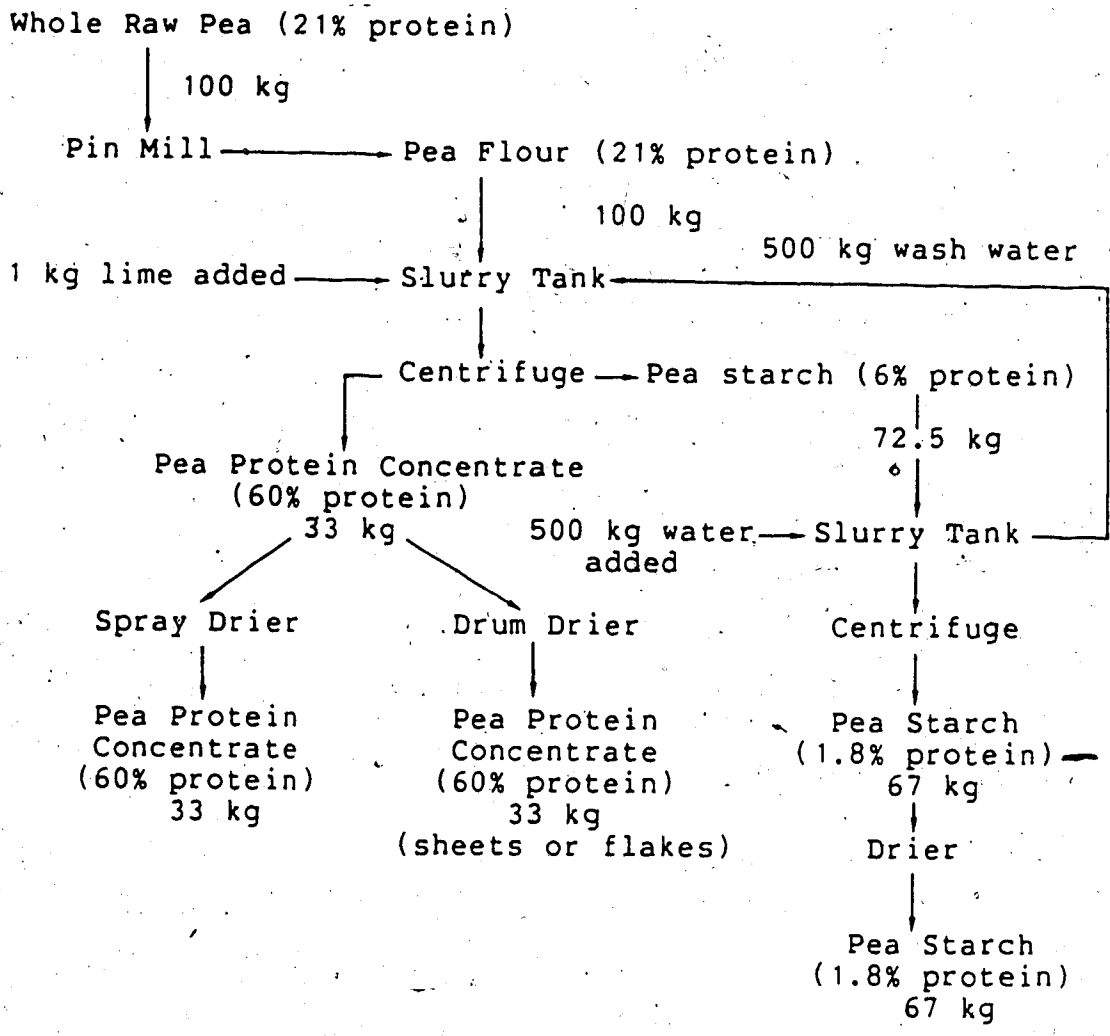 Whole Raw Pea (21% protein)
100 kg
Pin Mill
Pea Flour (21% protein)
100 kg
500 kg wash water
1 kg lime added
Slurry Tank
Centrifuge
Pea starch (6% protein)
72.5 kg
Pea Protein Concentrate
(60% protein)
33 kg
500 kg water
added
Slurry Tank
Spray Drier
Drum Drier
Centrifuge
Pea Protein
Concentrate
(60% protein)
33 kg
Pea Protein
Concentrate
(60% protein)
33 kg
(sheets or flakes)
Pea Starch
(1.8% protein)
67 kg
Drier
Pea Starch
(1.8% protein)
67 kg